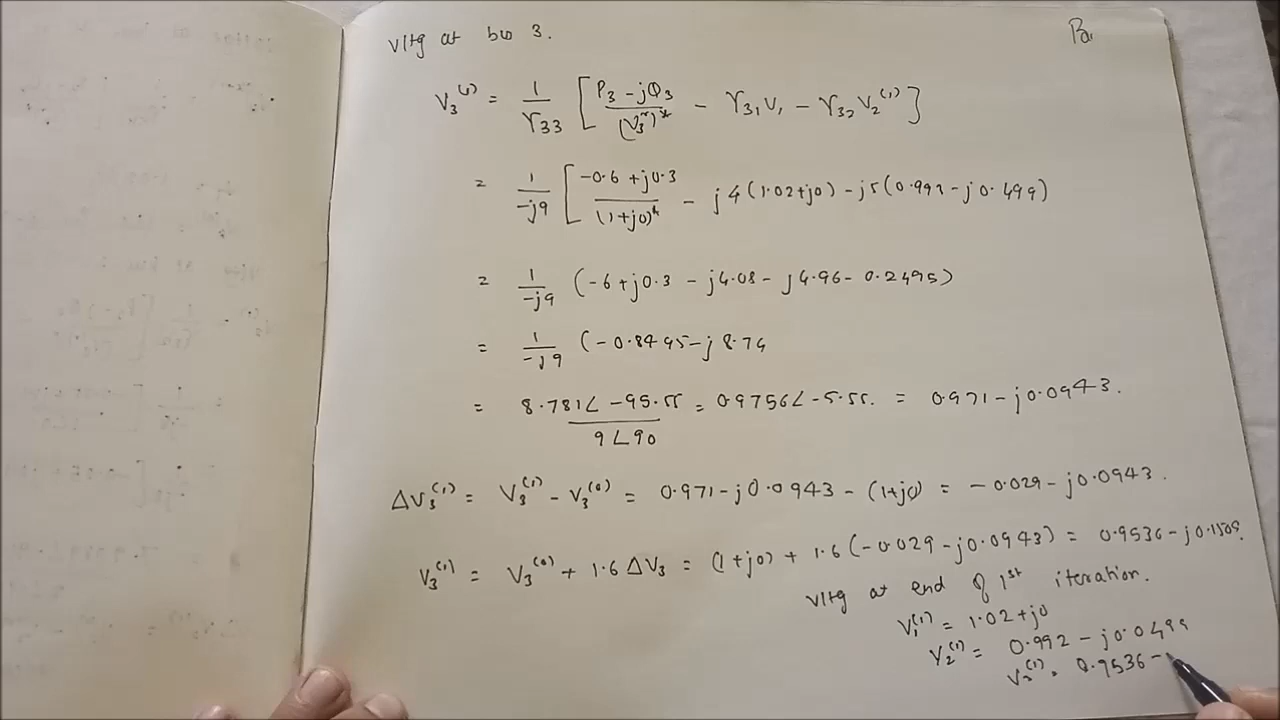 Vltg at bus 3.
V₃⁽¹⁾ = 1/Y33 [ P₃ - jQ₃ / (V₃⁰)* - Y₃₁V₁ - Y₃₂V₂⁽¹⁾ ]
= 1/-j9 [ -0.6 + j0.3 / (1+j0)* - j4(1.02+j0) - j5(0.992 - j0.499) ]
= 1/-j9 (-6 + j0.3 - j4.08 - j4.96 - 0.2495)
= 1/-j9 (-0.8495 - j8.74
= 8.781∠-95.55 / 9∠90 = 0.9756∠-5.55. = 0.971 - j0.0943.
ΔV₃⁽¹⁾ = V₃⁽¹⁾ - V₃⁽⁰⁾ = 0.971 - j0.0943 - (1+j0) = -0.029 - j0.0943.
V₃⁽¹⁾ = V₃⁽⁰⁾ + 1.6 ΔV₃ = (1+j0) + 1.6(-0.029 - j0.0943) = 0.9536 - j0.1509.
Vltg at end of 1st iteration.
V₁⁽¹⁾ = 1.02 + j0
V₂⁽¹⁾ = 0.992 - j0.0499
V₃⁽¹⁾ = 0.9536 -